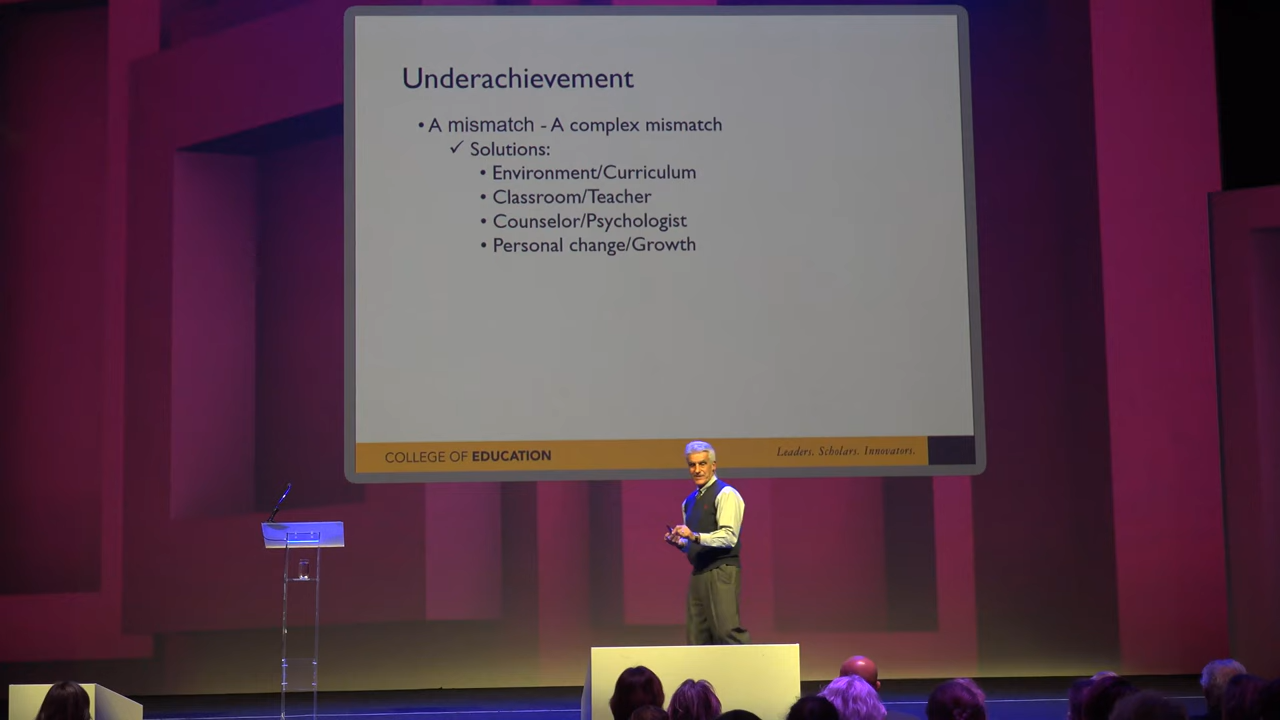 Underachievement
• A mismatch - A complex mismatch
✓ Solutions:
• Environment/Curriculum
• Classroom/Teacher
• Counselor/Psychologist
• Personal change/Growth
COLLEGE OF EDUCATION
Leaders. Scholars. Innovators.